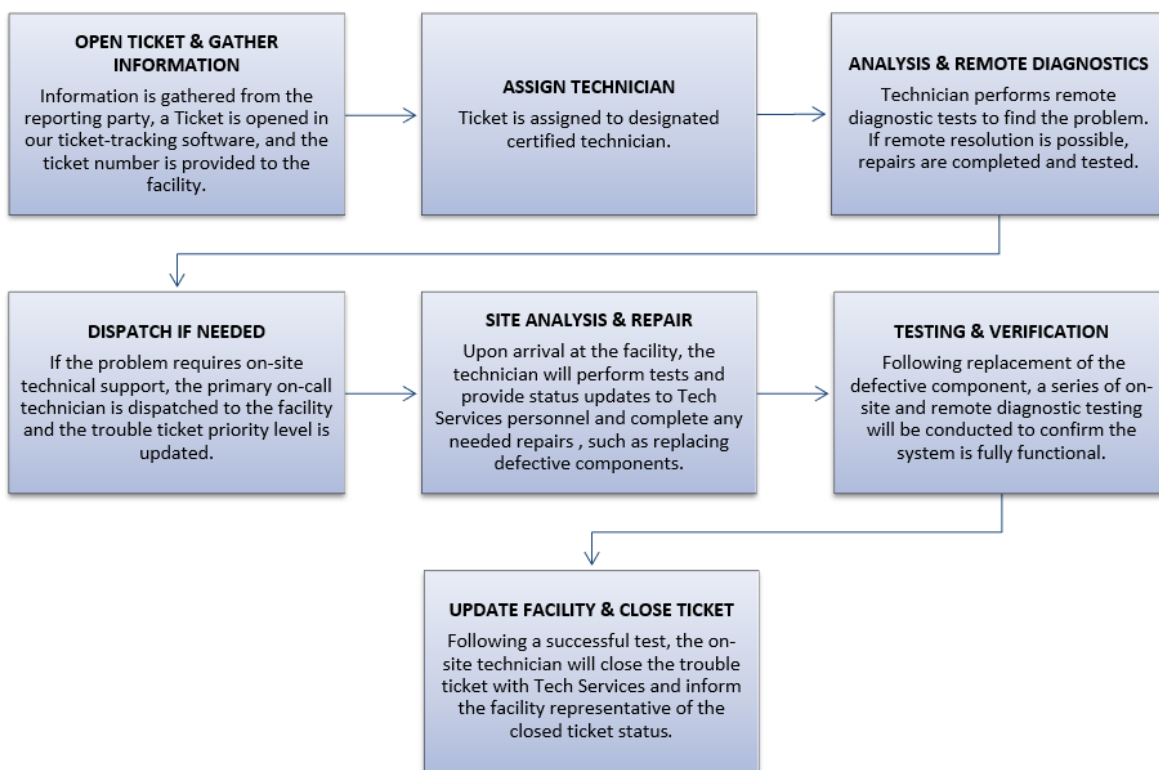 OPEN TICKET & GATHER
INFORMATION
Information is gathered from the
reporting party, a Ticket is opened in
our ticket-tracking software, and the
ticket number is provided to the
facility.
ASSIGN TECHNICIAN
Ticket is assigned to designated
certified technician.
ANALYSIS & REMOTE DIAGNOSTICS
Technician performs remote
diagnostic tests to find the problem.
If remote resolution is possible,
repairs are completed and tested.
DISPATCH IF NEEDED
If the problem requires on-site
technical support, the primary on-call
technician is dispatched to the facility
and the trouble ticket priority level is
updated.
SITE ANALYSIS & REPAIR
Upon arrival at the facility, the
technician will perform tests and
provide status updates to Tech
Services personnel and complete any
needed repairs , such as replacing
defective components.
TESTING & VERIFICATION
Following replacement of the
defective component, a series of on-
site and remote diagnostic testing
will be conducted to confirm the
system is fully functional.
UPDATE FACILITY & CLOSE TICKET
Following a successful test, the on-
site technician will close the trouble
ticket with Tech Services and inform
the facility representative of the
closed ticket status.